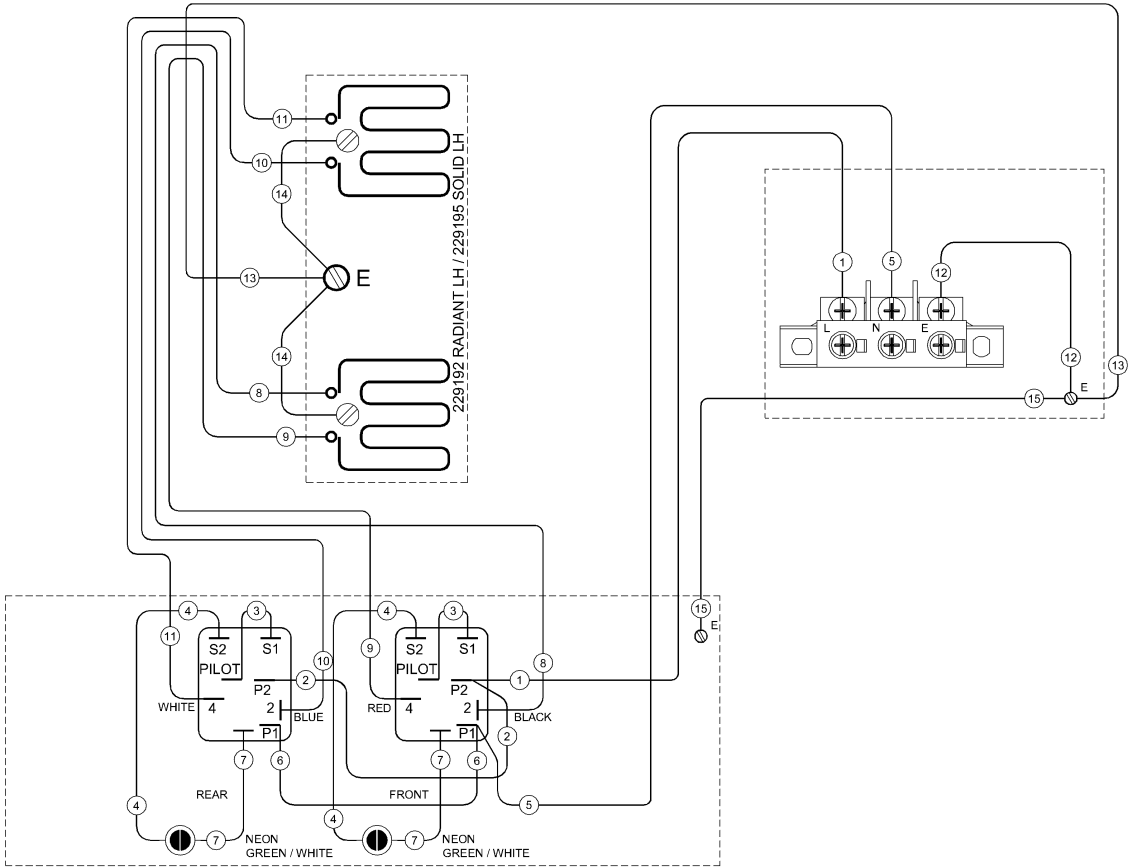 11
10
14
13
E
14
8
9
229192 RADIANT LH / 229195 SOLID LH
1
5
12
L
N
E
12
13
15
E
4
3
4
3
15
E
11
S2
S1
10
9
S2
S1
8
PILOT
PILOT
P2
2
P2
1
WHITE
4
2
BLUE
RED
4
2
BLACK
P1
P1
2
7
6
7
6
REAR
FRONT
4
5
4
7
NEON
GREEN / WHITE
7
NEON
GREEN / WHITE